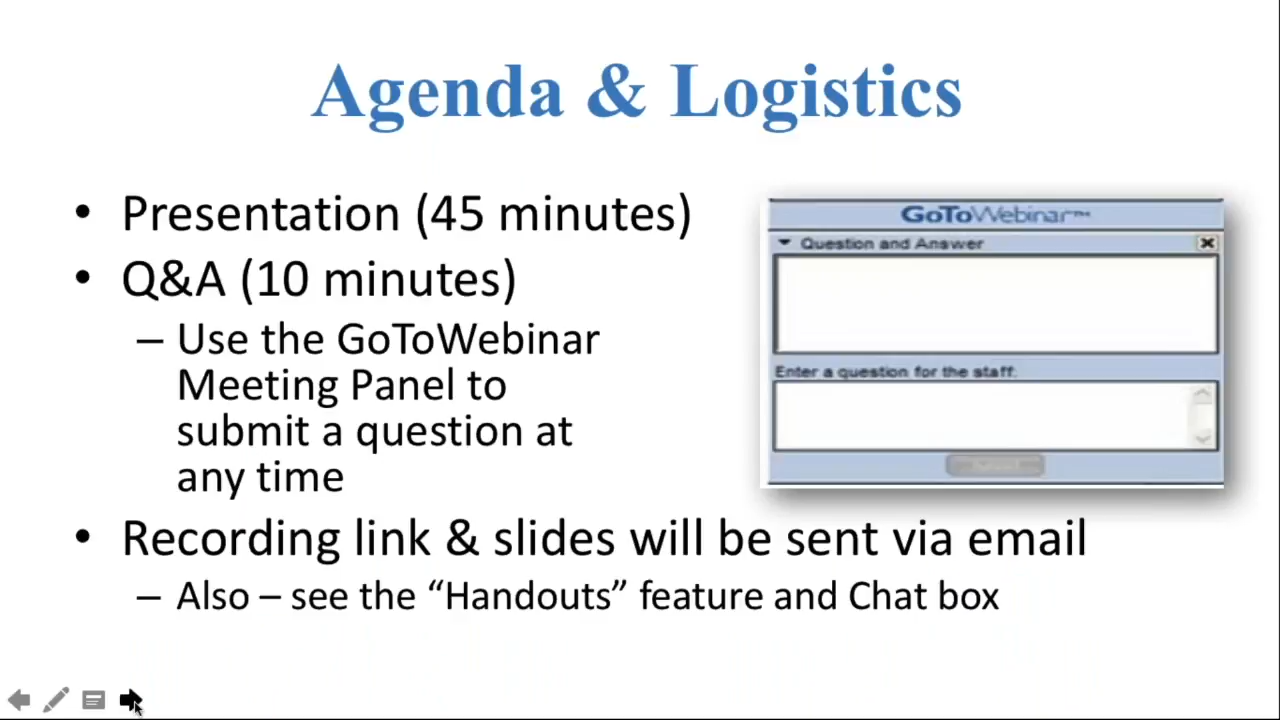 Agenda & Logistics
• Presentation (45 minutes)
• Q&A (10 minutes)
– Use the GoToWebinar
Meeting Panel to
submit a question at
any time
• Recording link & slides will be sent via email
– Also – see the “Handouts” feature and Chat box
GoToWebinar™
Question and Answer
Enter a question for the staff: